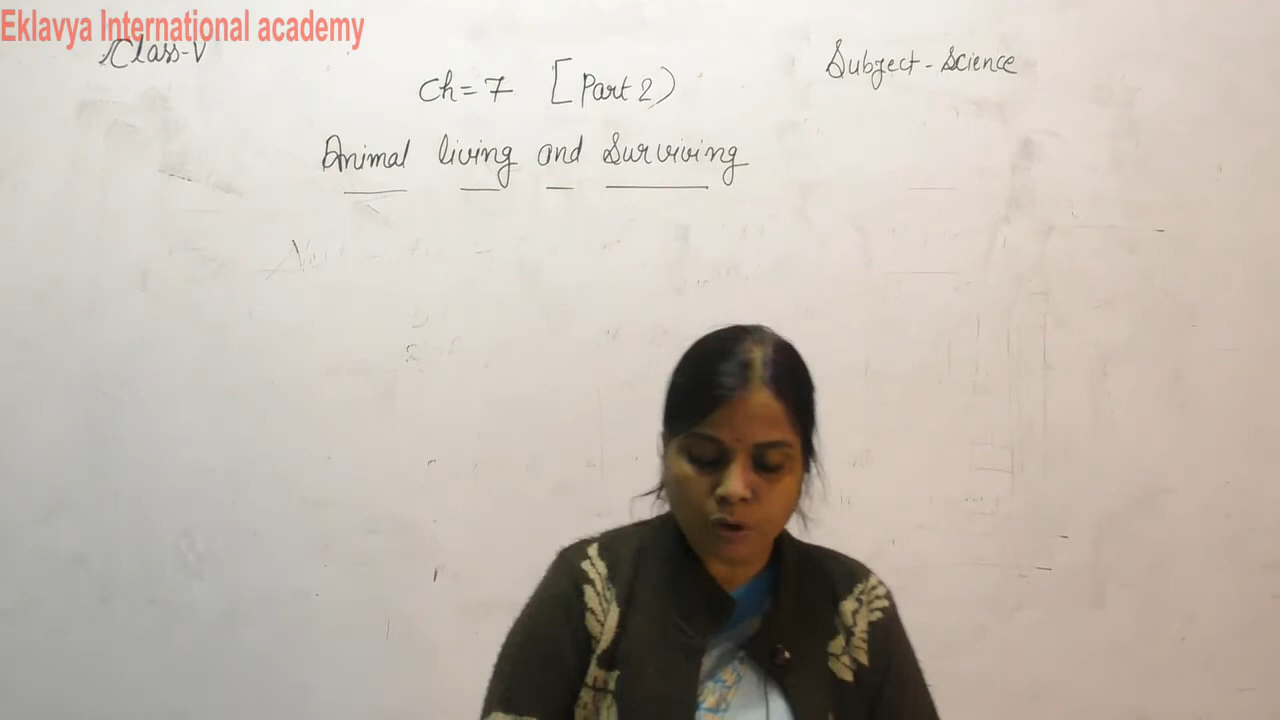 Eklavya International academy
Class-V
Subject - Science
Ch = 7 [Part 2)
Animal living and Surviving